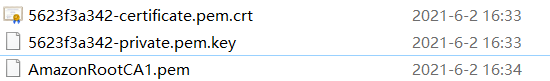 5623f3a342-certificate.pem.crt 2021-6-2 16:33
5623f3a342-private.pem.key 2021-6-2 16:33
AmazonRootCA1.pem 2021-6-2 16:34